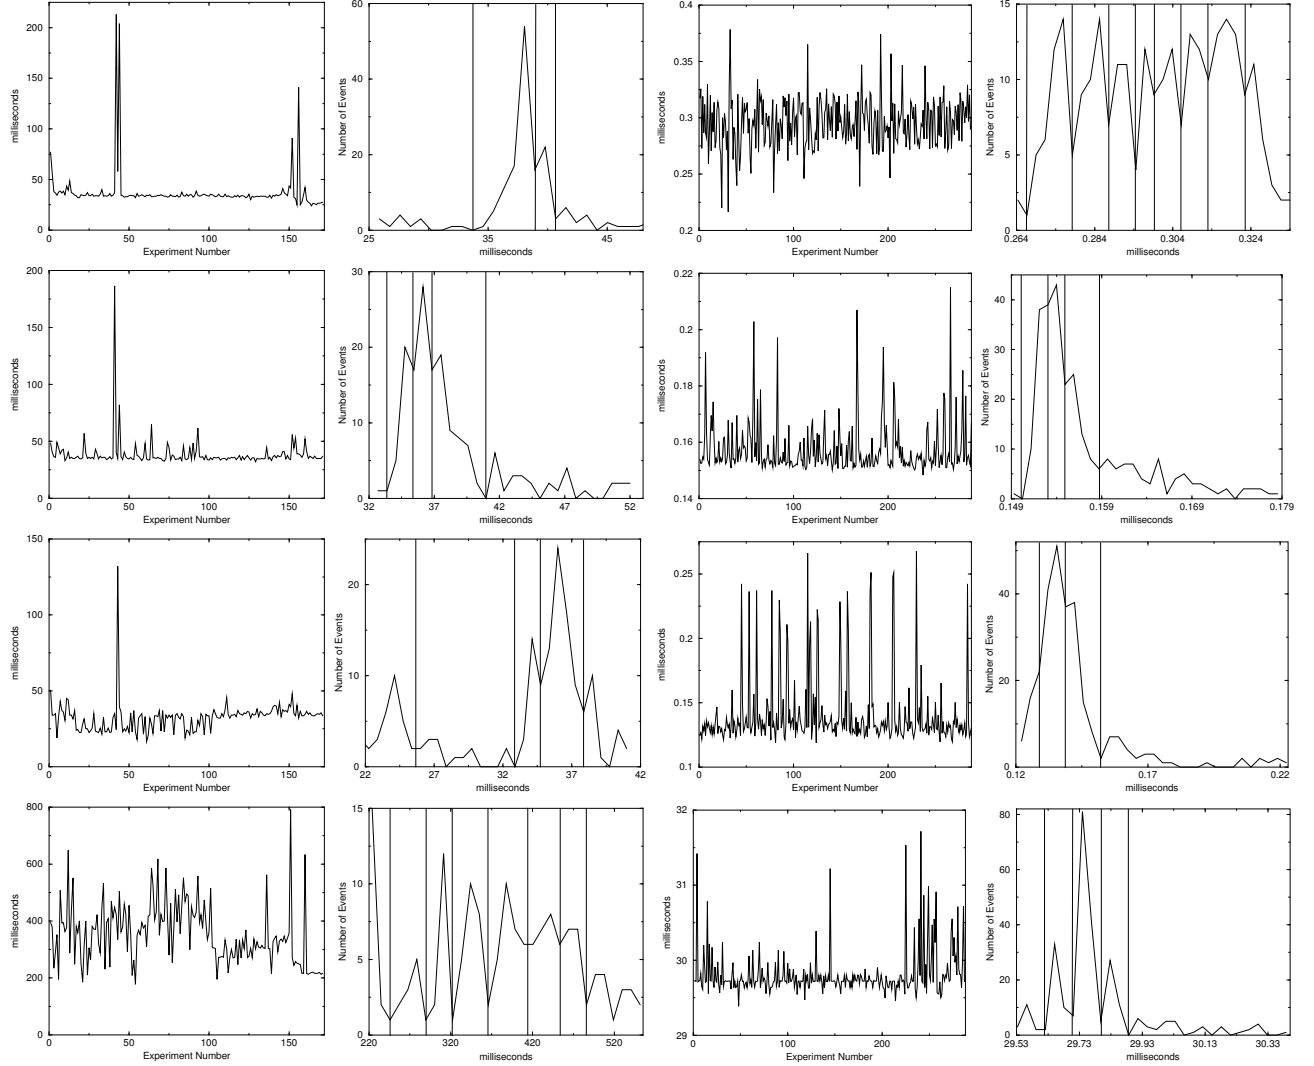 milliseconds
200
150
100
50
0
0 50 100 150
Experiment Number
Number of Events
60
40
20
0
25 35 45
milliseconds
milliseconds
0.4
0.35
0.3
0.25
0.2
0 100 200
Experiment Number
Number of Events
15
10
5
0
0.264 0.284 0.304 0.324
milliseconds
milliseconds
200
150
100
50
0
0 50 100 150
Experiment Number
Number of Events
30
20
10
0
32 37 42 47 52
milliseconds
milliseconds
0.22
0.2
0.18
0.16
0.14
0 100 200
Experiment Number
Number of Events
40
30
20
10
0
0.149 0.159 0.169 0.179
milliseconds
milliseconds
150
100
50
0
0 50 100 150
Experiment Number
Number of Events
20
10
0
22 27 32 37 42
milliseconds
milliseconds
0.25
0.2
0.15
0.1
0 100 200
Experiment Number
Number of Events
40
20
0
0.12 0.17 0.22
milliseconds
milliseconds
800
600
400
200
0
0 50 100 150
Experiment Number
Number of Events
15
10
5
0
220 320 420 520
milliseconds
milliseconds
32
31
30
29
0 100 200
Experiment Number
Number of Events
80
60
40
20
0
29.53 29.73 29.93 30.13 30.33
milliseconds